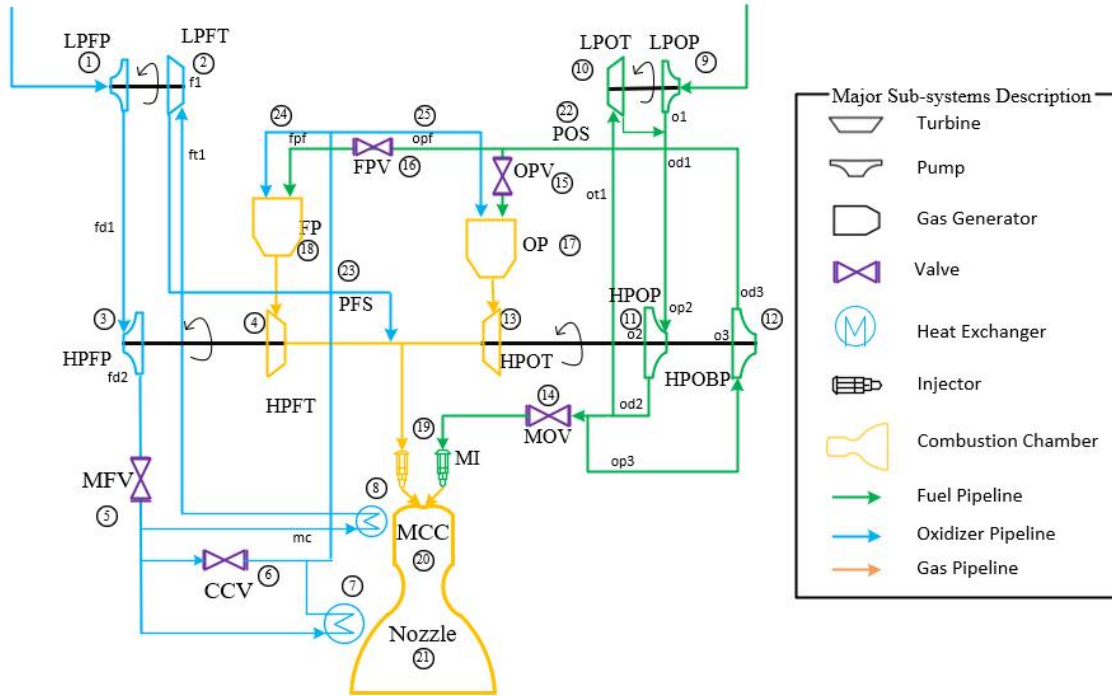 LPFP
LPFT
LPOT
LPOP
①
②
⑩
⑨
f1
o1
㉔
㉕
㉒
POS
fpf
opf
od1
ft1
FPV
⑯
OPV
⑮
ot1
fd1
FP
⑱
OP
⑰
㉓
PFS
HPOP
op2
od3
③
④
⑬
⑪
⑫
o2
o3
HPFP
HPOT
HPOBP
fd2
HPFT
⑭
od2
MOV
⑲
MI
op3
MFV
⑤
⑧
mc
MCC
⑳
CCV
⑥
⑦
Nozzle
㉑
Major Sub-systems Description
Turbine
Pump
Gas Generator
Valve
Heat Exchanger
Injector
Combustion Chamber
Fuel Pipeline
Oxidizer Pipeline
Gas Pipeline